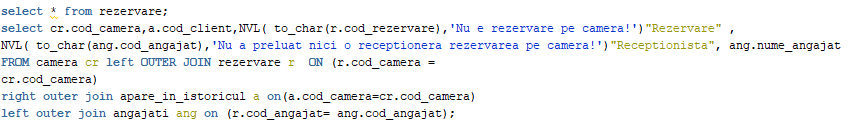 select * from rezervare;
select cr.cod_camera,a.cod_client,NVL( to_char(r.cod_rezervare),'Nu e rezervare pe camera!')"Rezervare" ,
NVL( to_char(ang.cod_angajat),'Nu a preluat nici o receptionera rezervarea pe camera!')"Receptionista", ang.nume_angajat
FROM camera cr left OUTER JOIN rezervare r  ON (r.cod_camera =
cr.cod_camera)
right outer join apare_in_istoricul a on(a.cod_camera=cr.cod_camera)
left outer join angajati ang on (r.cod_angajat= ang.cod_angajat);